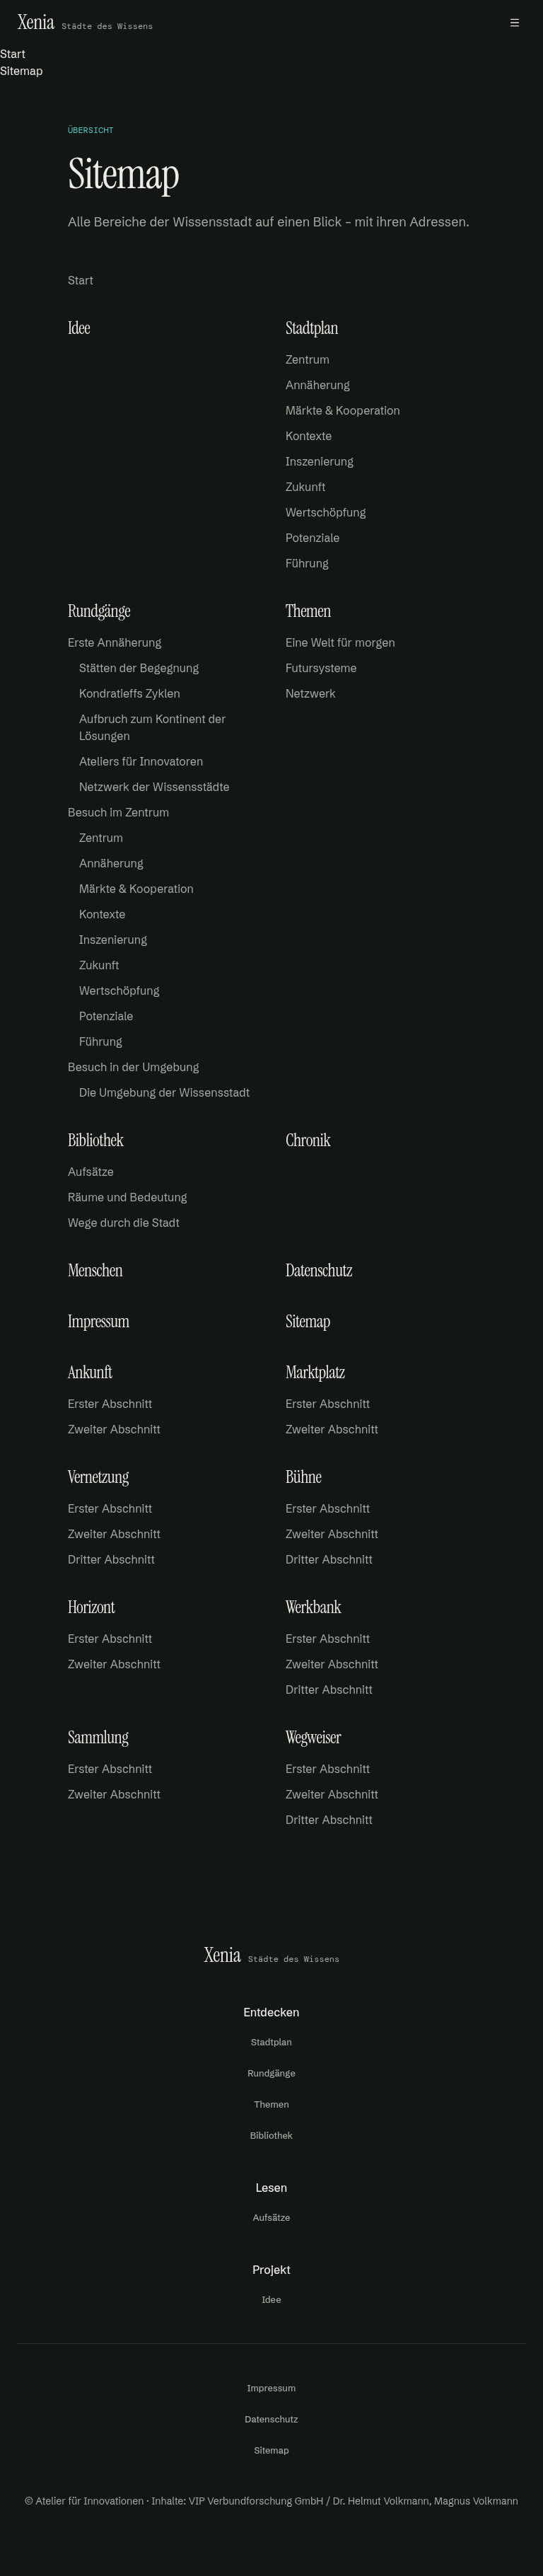 Xenia Städte des Wissens
Start
Sitemap
ÜBERSICHT
Sitemap
Alle Bereiche der Wissensstadt auf einen Blick – mit ihren Adressen.
Start
Idee
Stadtplan
Zentrum
Annäherung
Märkte & Kooperation
Kontexte
Inszenierung
Zukunft
Wertschöpfung
Potenziale
Führung
Rundgänge
Erste Annäherung
Stätten der Begegnung
Kondratieffs Zyklen
Aufbruch zum Kontinent der
Lösungen
Ateliers für Innovatoren
Netzwerk der Wissensstädte
Besuch im Zentrum
Zentrum
Annäherung
Märkte & Kooperation
Kontexte
Inszenierung
Zukunft
Wertschöpfung
Potenziale
Führung
Besuch in der Umgebung
Die Umgebung der Wissensstadt
Themen
Eine Welt für morgen
Futursysteme
Netzwerk
Bibliothek
Aufsätze
Räume und Bedeutung
Wege durch die Stadt
Chronik
Menschen
Datenschutz
Impressum
Sitemap
Ankunft
Erster Abschnitt
Zweiter Abschnitt
Marktplatz
Erster Abschnitt
Zweiter Abschnitt
Vernetzung
Erster Abschnitt
Zweiter Abschnitt
Dritter Abschnitt
Bühne
Erster Abschnitt
Zweiter Abschnitt
Dritter Abschnitt
Horizont
Erster Abschnitt
Zweiter Abschnitt
Werkbank
Erster Abschnitt
Zweiter Abschnitt
Dritter Abschnitt
Sammlung
Erster Abschnitt
Zweiter Abschnitt
Wegweiser
Erster Abschnitt
Zweiter Abschnitt
Dritter Abschnitt
Xenia Städte des Wissens
Entdecken
Stadtplan
Rundgänge
Themen
Bibliothek
Lesen
Aufsätze
Projekt
Idee
Impressum
Datenschutz
Sitemap
© Atelier für Innovationen · Inhalte: VIP Verbundforschung GmbH / Dr. Helmut Volkmann, Magnus Volkmann